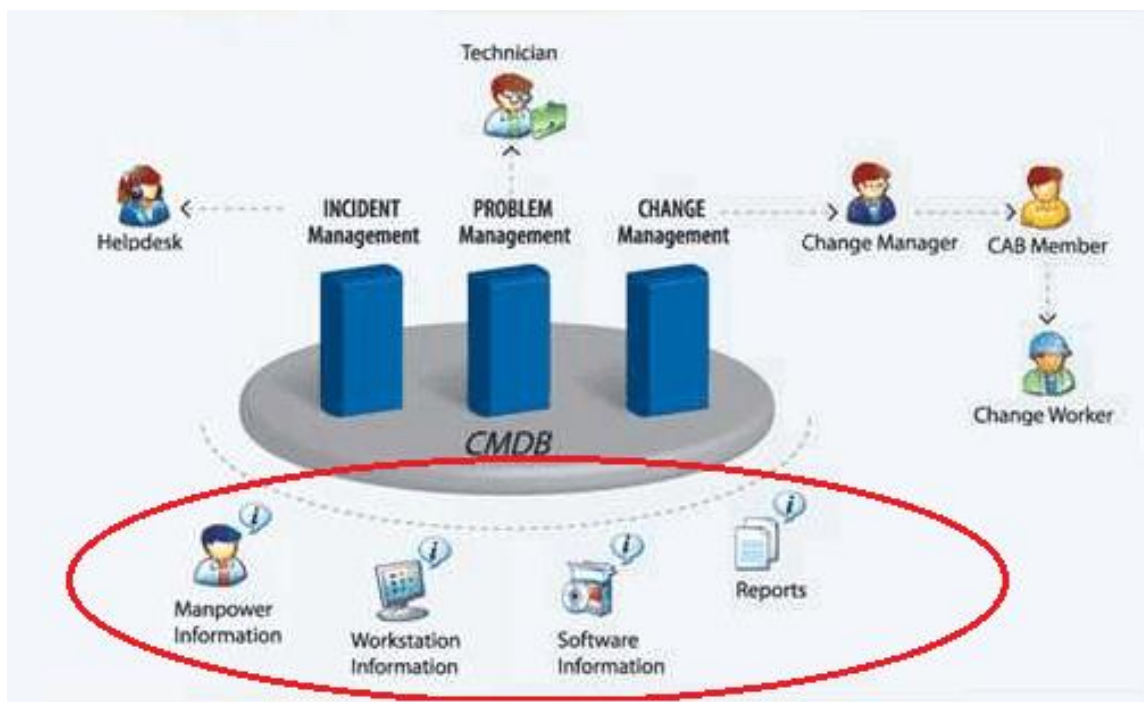 Technician
Helpdesk
INCIDENT
Management
PROBLEM
Management
CHANGE
Management
Change Manager
CAB Member
Change Worker
CMDB
Manpower
Information
Workstation
Information
Software
Information
Reports
i
i
i
i